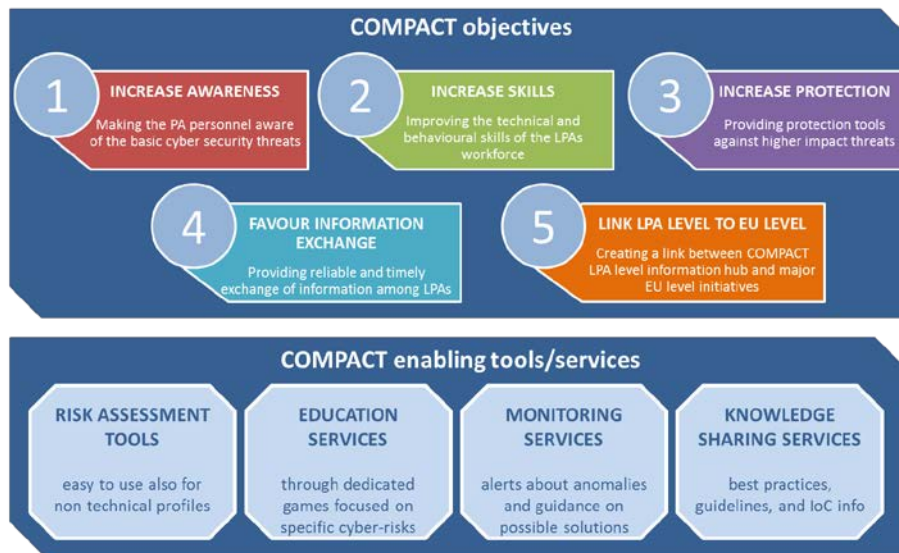 COMPACT objectives
1
INCREASE AWARENESS
Making the PA personnel aware
of the basic cyber security threats
2
INCREASE SKILLS
Improving the technical and
behavioural skills of the LPAs
workforce
3
INCREASE PROTECTION
Providing protection tools
against higher impact threats
4
FAVOUR INFORMATION
EXCHANGE
Providing reliable and timely
exchange of information among LPAs
5
LINK LPA LEVEL TO EU LEVEL
Creating a link between COMPACT
LPA level information hub and major
EU level initiatives
COMPACT enabling tools/services
RISK ASSESSMENT
TOOLS
easy to use also for
non technical profiles
EDUCATION
SERVICES
through dedicated
games focused on
specific cyber-risks
MONITORING
SERVICES
alerts about anomalies
and guidance on
possible solutions
KNOWLEDGE
SHARING SERVICES
best practices,
guidelines, and IoC info